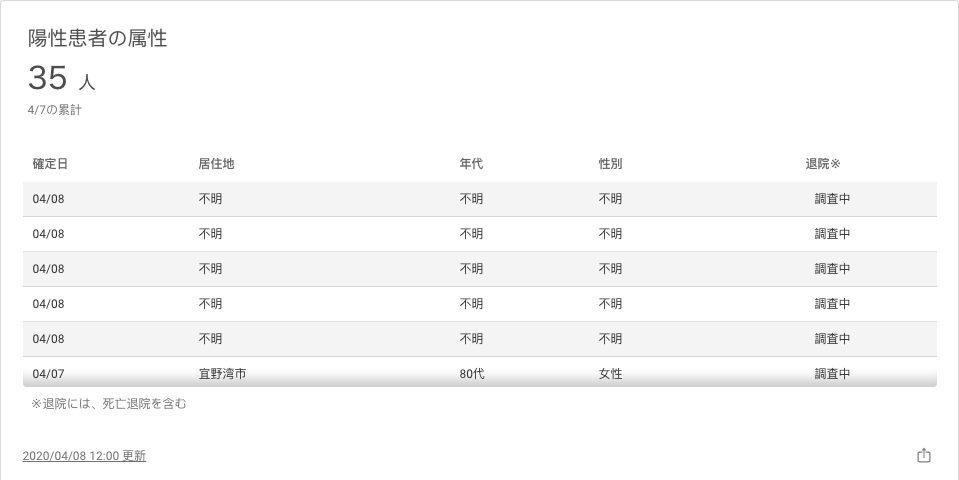 陽性患者の属性
35 人
4/7の累計
確定日 居住地 年代 性別 退院※
04/08 不明 不明 不明 調査中
04/08 不明 不明 不明 調査中
04/08 不明 不明 不明 調査中
04/08 不明 不明 不明 調査中
04/08 不明 不明 不明 調査中
04/07 宜野湾市 80代 女性 調査中
※退院には、死亡退院を含む
2020/04/08 12:00 更新